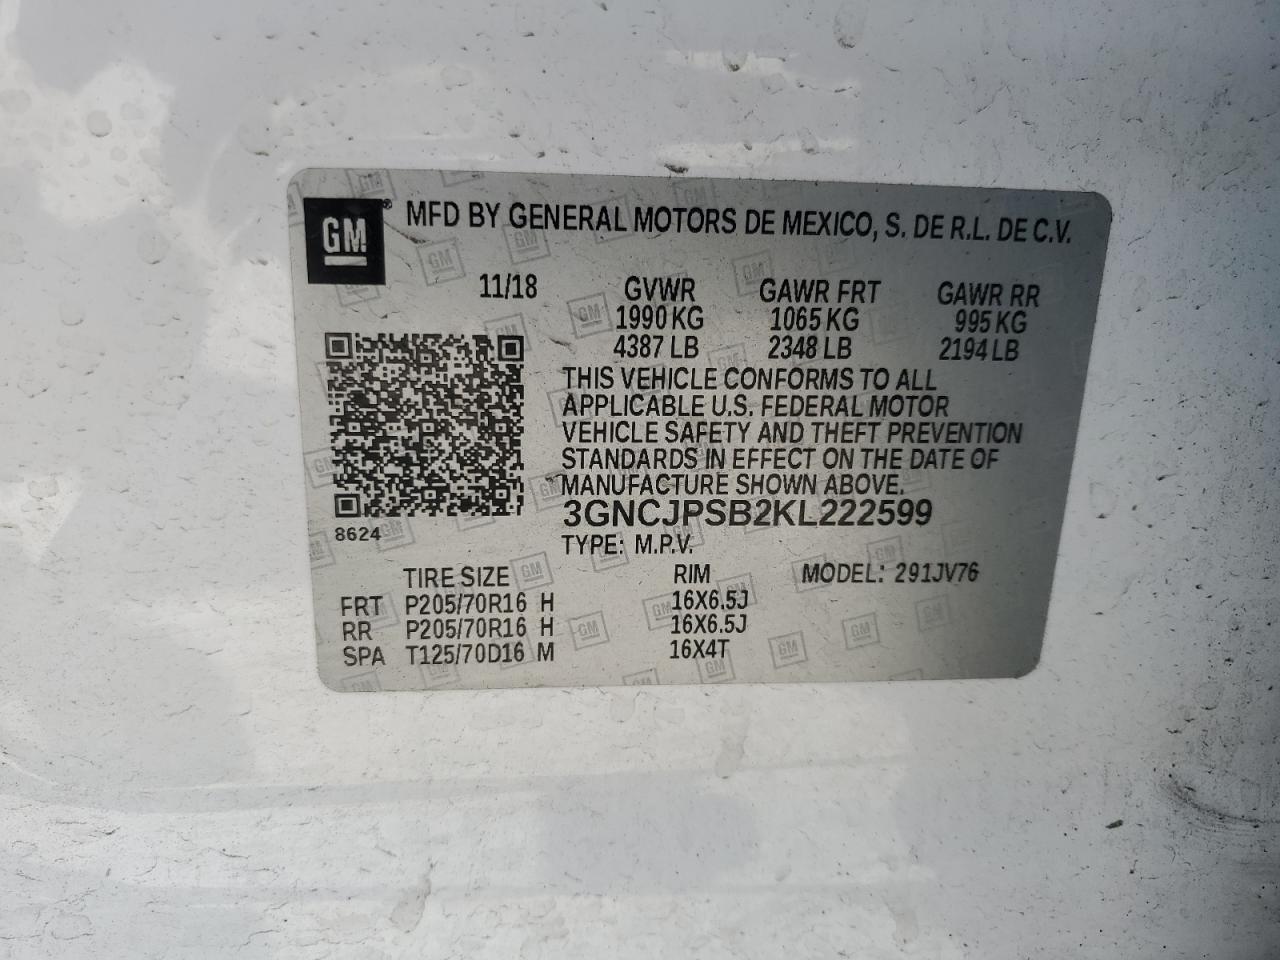 GM® MFD BY GENERAL MOTORS DE MEXICO, S. DE R.L. DE C.V.
11/18 GVWR GAWR FRT GAWR RR
1990 KG 1065 KG 995 KG
4387 LB 2348 LB 2194 LB
THIS VEHICLE CONFORMS TO ALL
APPLICABLE U.S. FEDERAL MOTOR
VEHICLE SAFETY AND THEFT PREVENTION
STANDARDS IN EFFECT ON THE DATE OF
MANUFACTURE SHOWN ABOVE.
3GNCJPSB2KL222599
8624
TYPE: M.P.V.
TIRE SIZE RIM MODEL: 291JV76
FRT P205/70R16 H 16X6.5J
RR P205/70R16 H 16X6.5J
SPA T125/70D16 M 16X4T